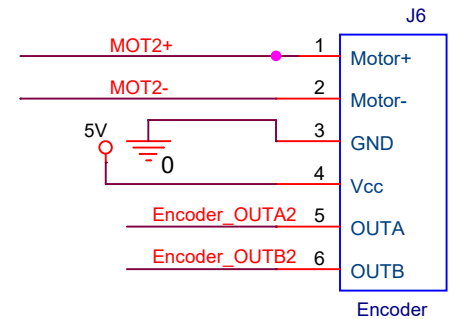 J6
MOT2+ 1 Motor+
MOT2- 2 Motor-
3 GND
5V
0
4 Vcc
Encoder_OUTA2 5 OUTA
Encoder_OUTB2 6 OUTB
Encoder